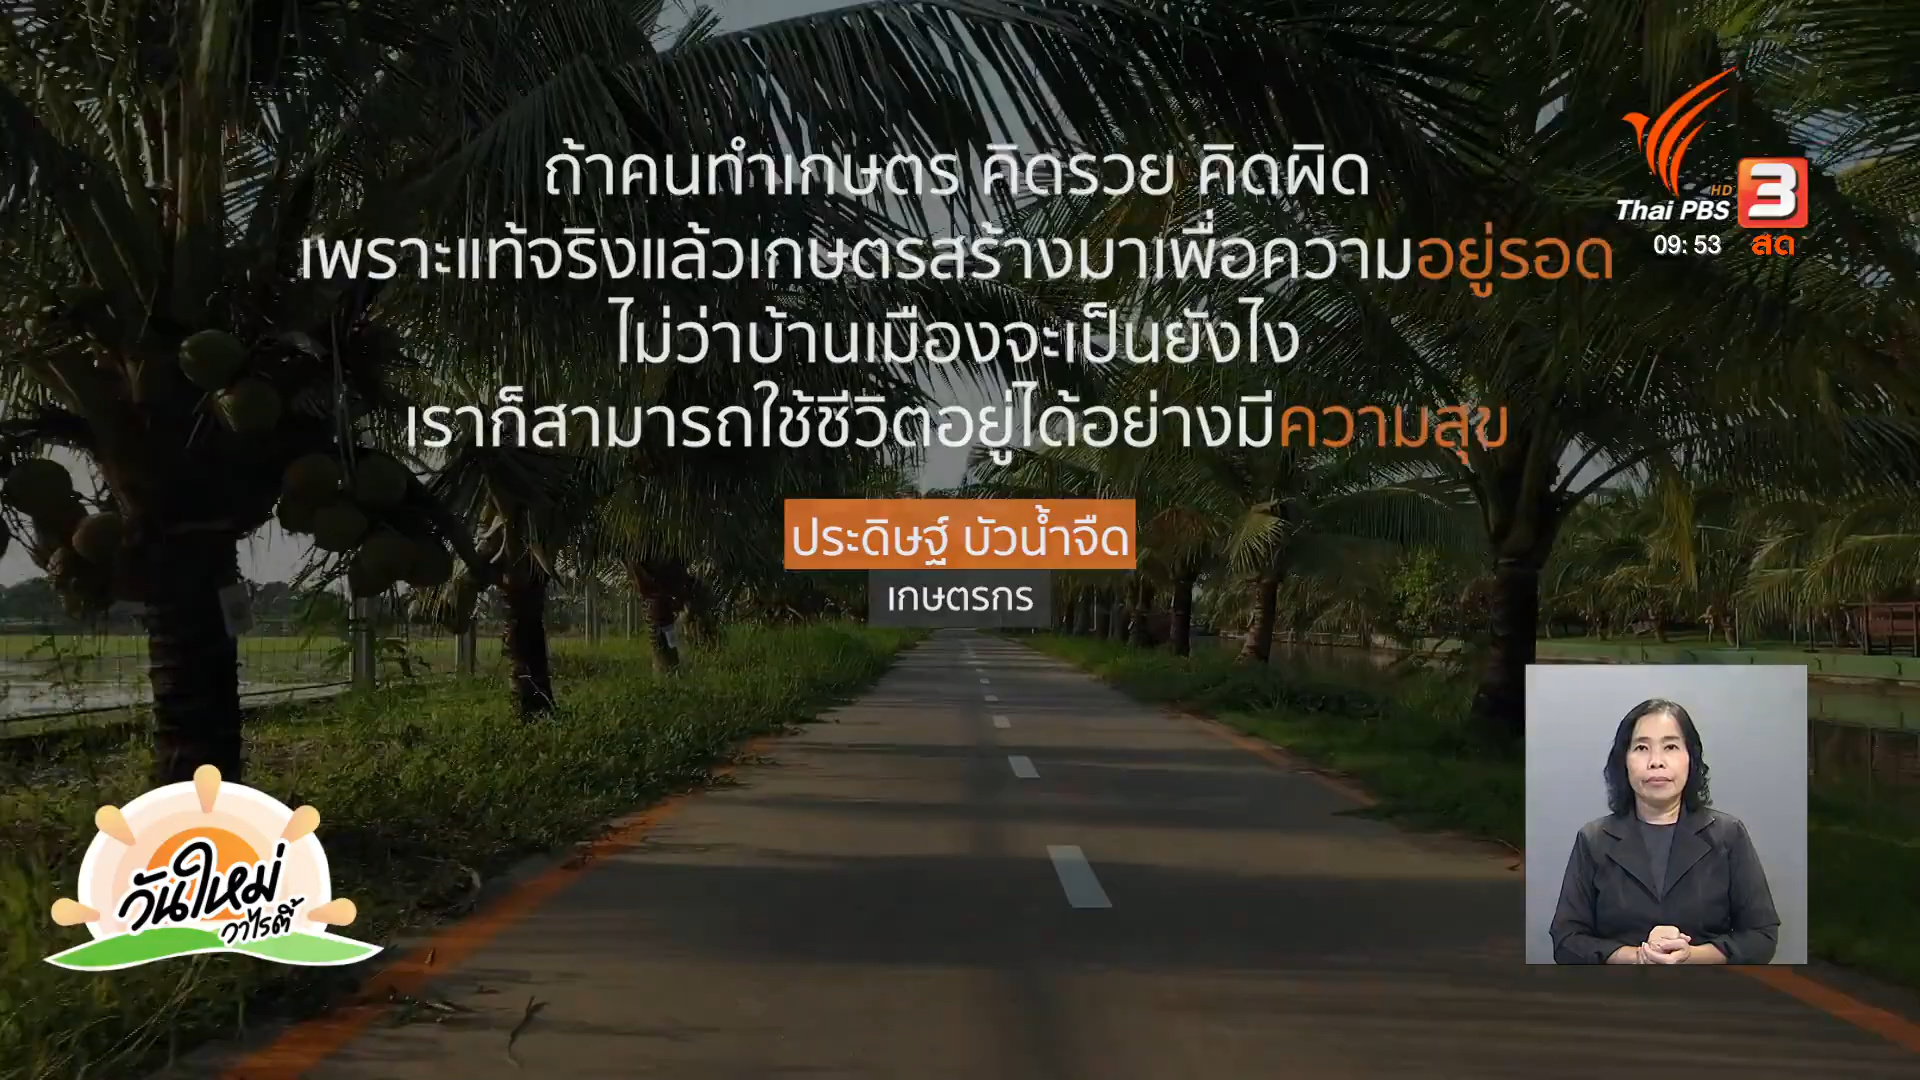 ถ้าคนทำเกษตร คิดรวย คิดผิด
เพราะแท้จริงแล้วเกษตรสร้างมาเพื่อความอยู่รอด
ไม่ว่าบ้านเมืองจะเป็นยังไง
เราก็สามารถใช้ชีวิตอยู่ได้อย่างมีความสุข
ประดิษฐ์ บัวน้ำจืด
เกษตรกร
HD
Thai PBS 3
09:53 สด
วันใหม่
วาไรตี้